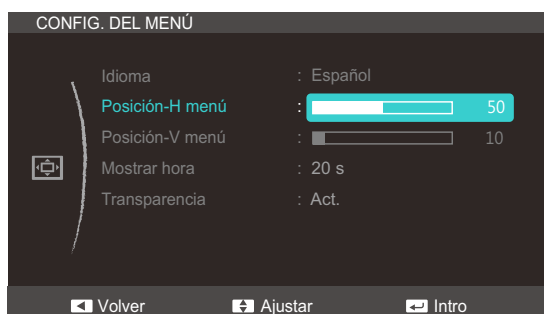 CONFIG. DEL MENÚ
Idioma : Español
Posición-H menú : 50
Posición-V menú : 10
Mostrar hora : 20 s
Transparencia : Act.
Volver Ajustar Intro